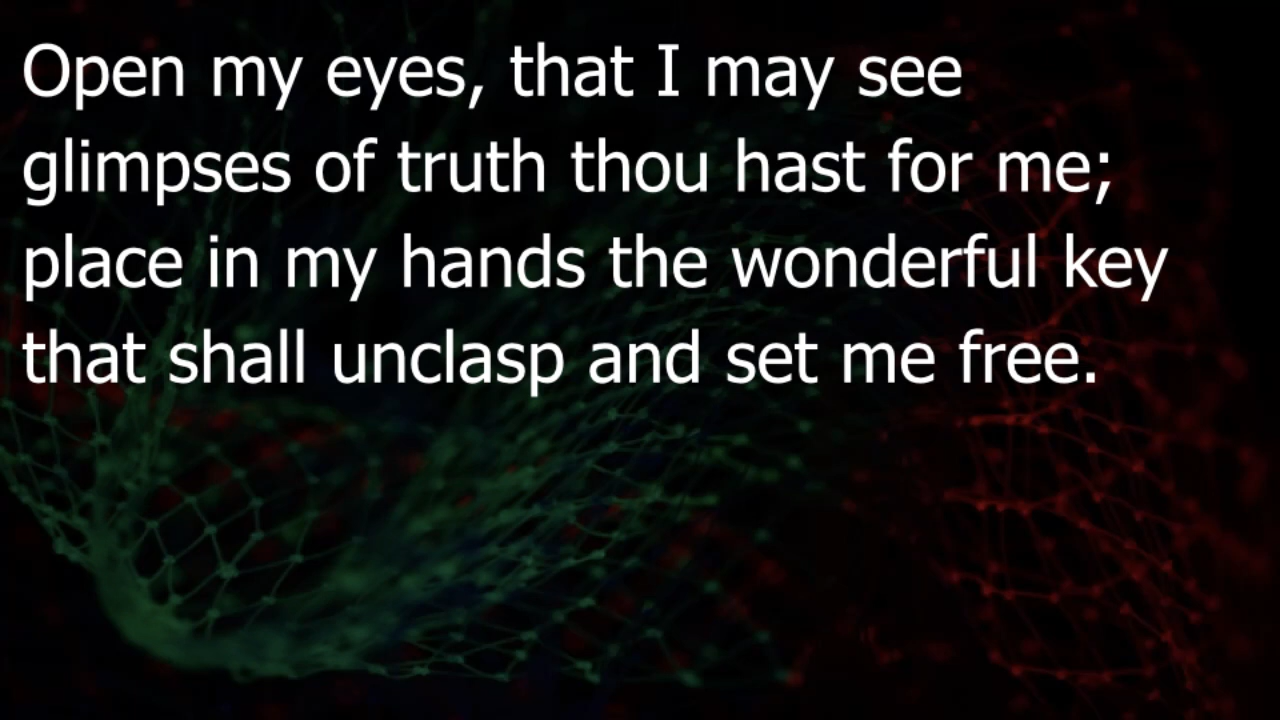 Open my eyes, that I may see
glimpses of truth thou hast for me;
place in my hands the wonderful key
that shall unclasp and set me free.